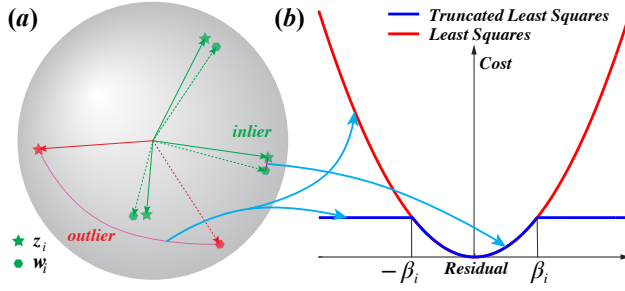 (a)
inlier
outlier
z_i
w_i
(b)
Truncated Least Squares
Least Squares
Cost
− β_i
Residual
β_i